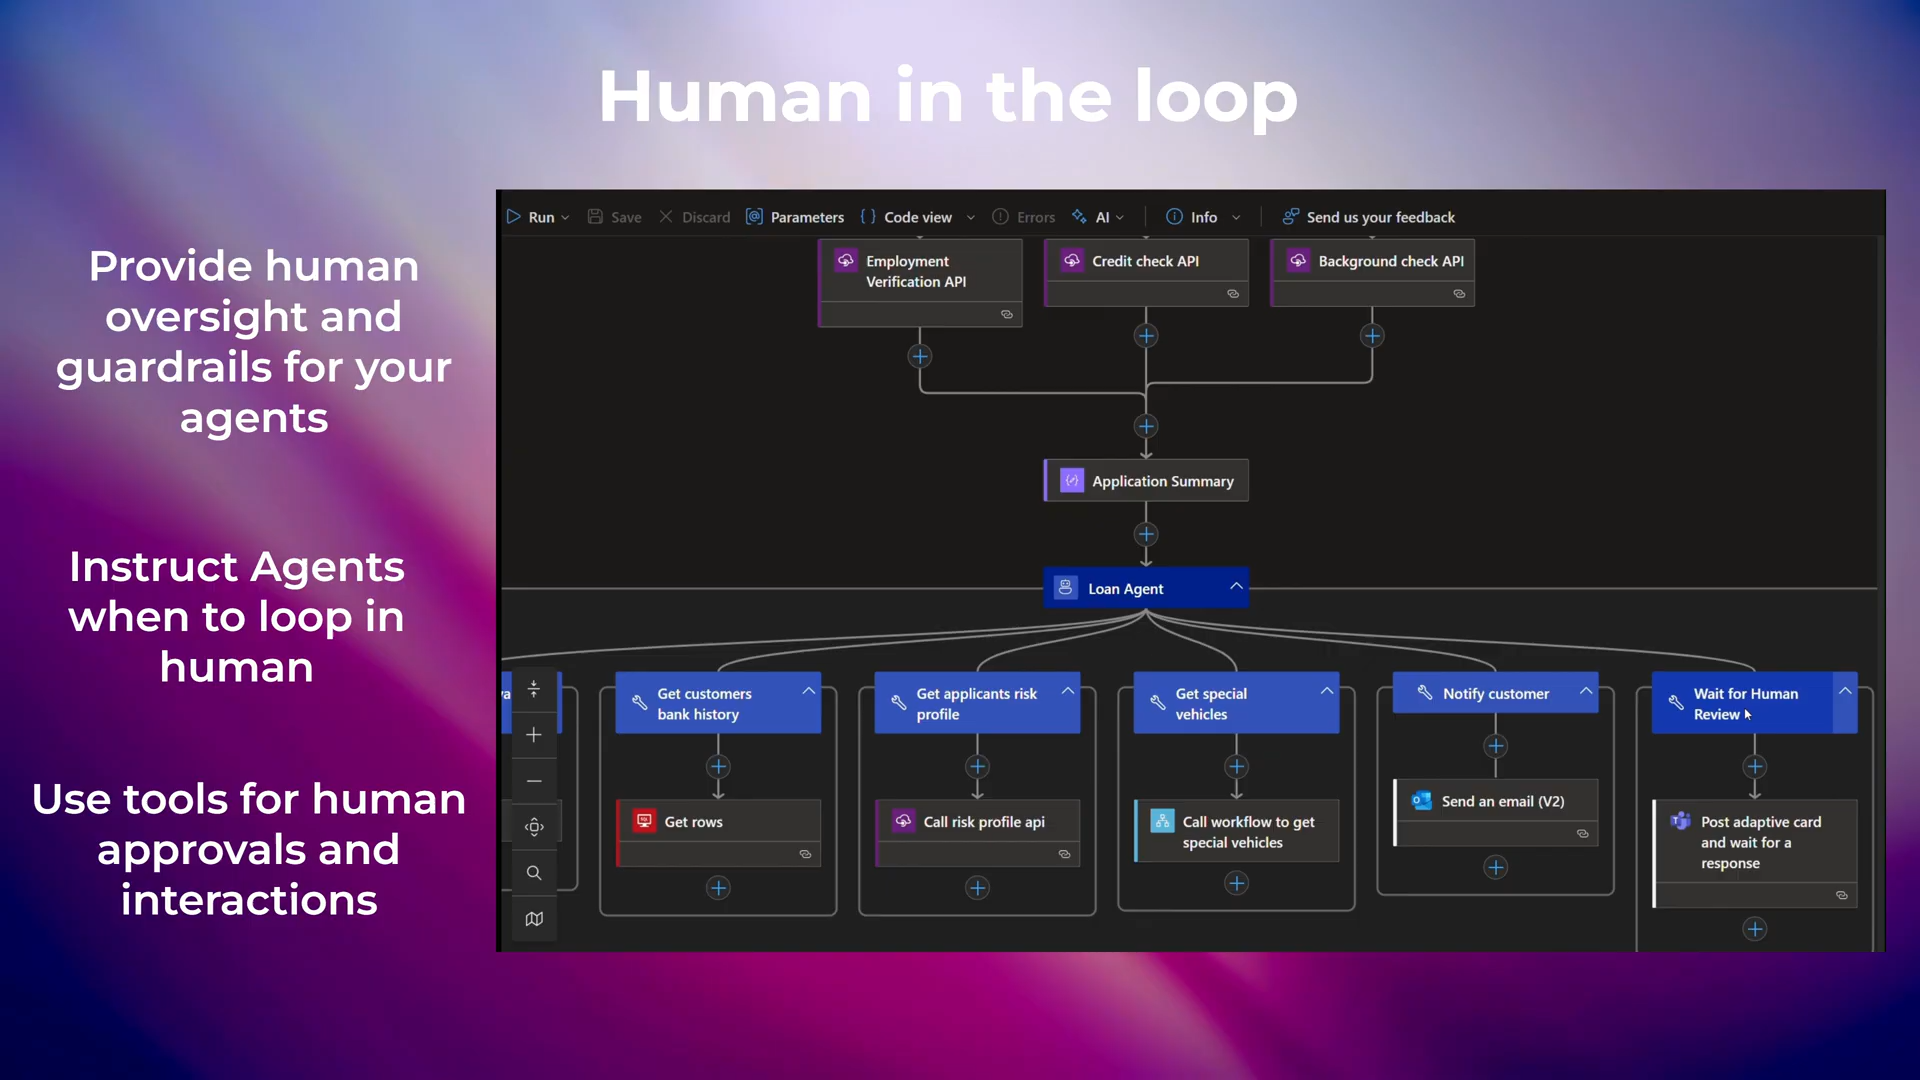 Human in the loop
Provide human
oversight and
guardrails for your
agents
Instruct Agents
when to loop in
human
Use tools for human
approvals and
interactions
Run
Save
Discard
Parameters
Code view
Errors
AI
Info
Send us your feedback
Employment
Verification API
Credit check API
Background check API
Application Summary
Loan Agent
Get customers
bank history
Get applicants risk
profile
Get special
vehicles
Notify customer
Wait for Human
Review
Get rows
Call risk profile api
Call workflow to get
special vehicles
Send an email (V2)
Post adaptive card
and wait for a
response